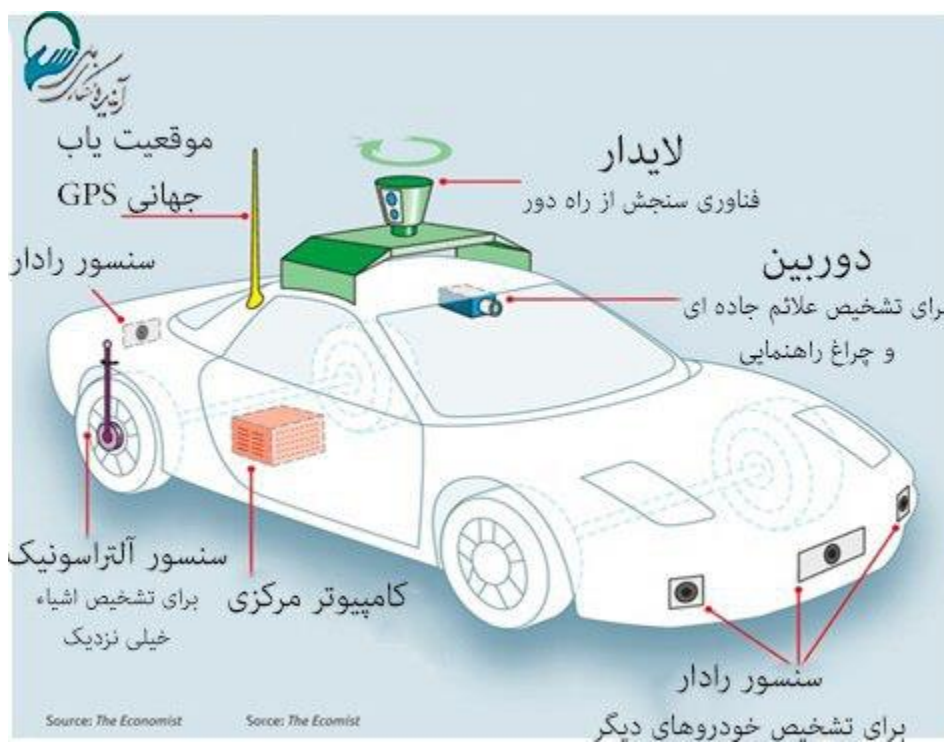 موقعیت یاب
جهانی GPS
لایدار
فناوری سنجش از راه دور
سنسور رادار
دوربین
برای تشخیص علائم جاده ای
و چراغ راهنمایی
سنسور آلتراسونیک
برای تشخیص اشیاء
خیلی نزدیک
کامپیوتر مرکزی
سنسور رادار
برای تشخیص خودروهای دیگر
Source: The Economist
Sorce: The Ecomist